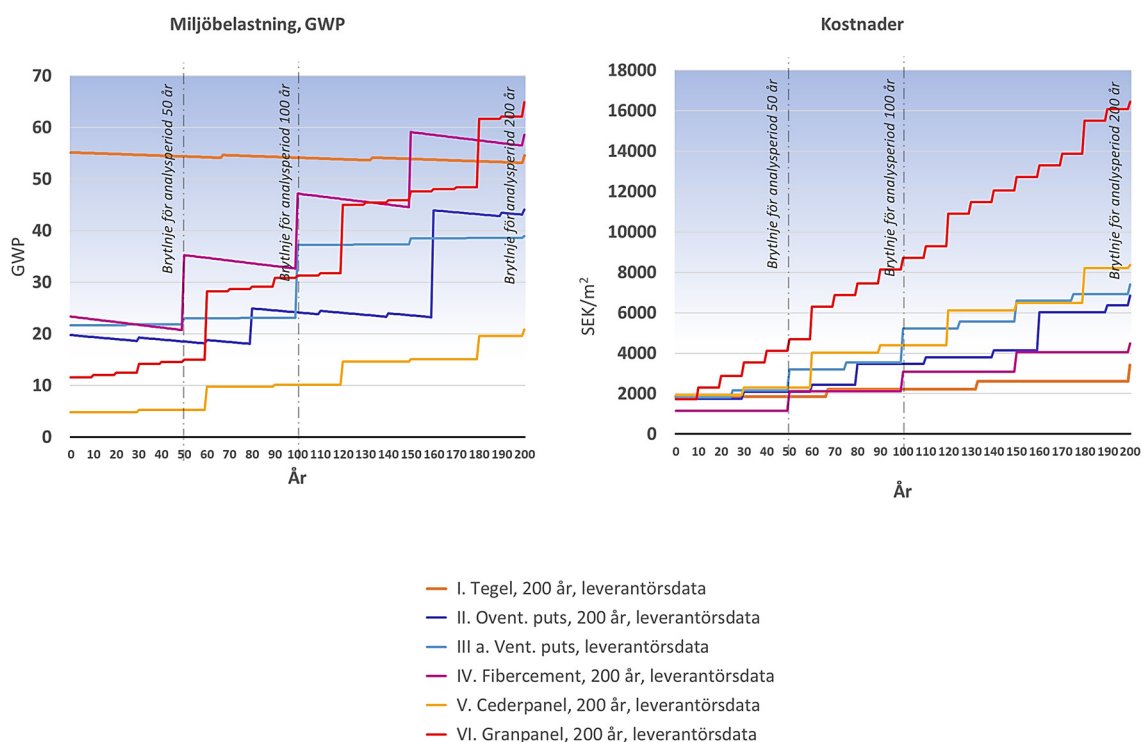 Miljöbelastning, GWP
70
60
50
40
30
20
10
0
GWP
Brytlnje för analysperiod 50 år
Brytlnje för analysperiod 100 år
Brytlnje för analysperiod 200 år
0 10 20 30 40 50 60 70 80 90 100 110 120 130 140 150 160 170 180 190 200
År
Kostnader
18000
16000
14000
12000
10000
8000
6000
4000
2000
0
SEK/m²
Brytlnje för analysperiod 50 år
Brytlnje för analysperiod 100 år
Brytlnje för analysperiod 200 år
0 10 20 30 40 50 60 70 80 90 100 110 120 130 140 150 160 170 180 190 200
År
I. Tegel, 200 år, leverantörsdata
II. Ovent. puts, 200 år, leverantörsdata
III a. Vent. puts, leverantörsdata
IV. Fibercement, 200 år, leverantörsdata
V. Cederpanel, 200 år, leverantörsdata
VI. Granpanel, 200 år, leverantörsdata